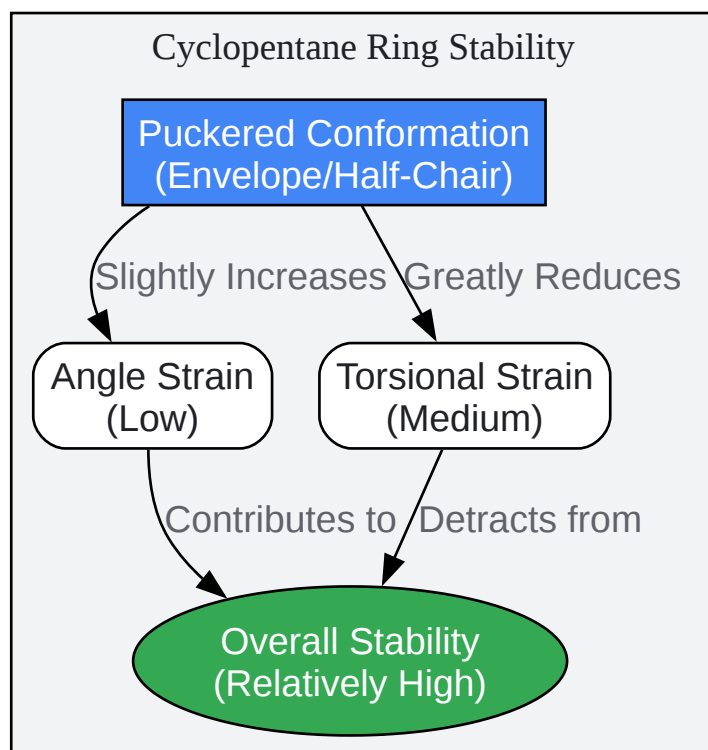 Cyclopentane Ring Stability
Puckered Conformation
(Envelope/Half-Chair)
Slightly Increases
Greatly Reduces
Angle Strain
(Low)
Torsional Strain
(Medium)
Contributes to
Detracts from
Overall Stability
(Relatively High)